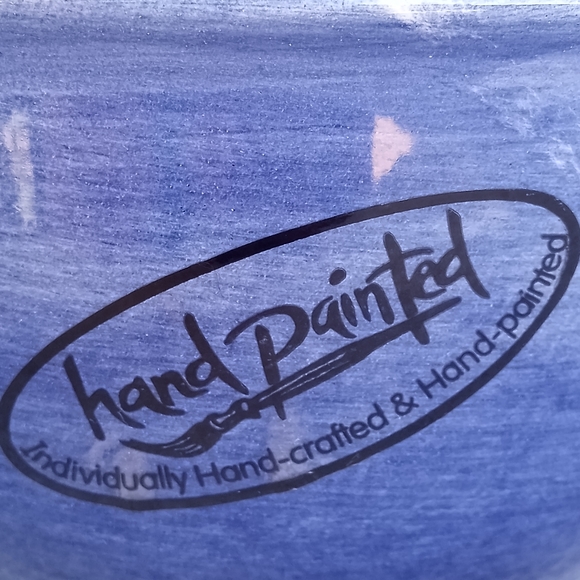 hand Painted
Individually Hand-crafted & Hand-painted